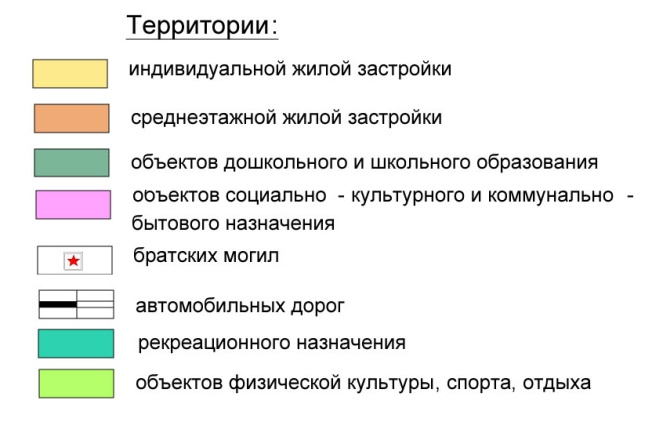 Территории:
индивидуальной жилой застройки
среднеэтажной жилой застройки
объектов дошкольного и школьного образования
объектов социально - культурного и коммунально -
бытового назначения
братских могил
автомобильных дорог
рекреационного назначения
объектов физической культуры, спорта, отдыха